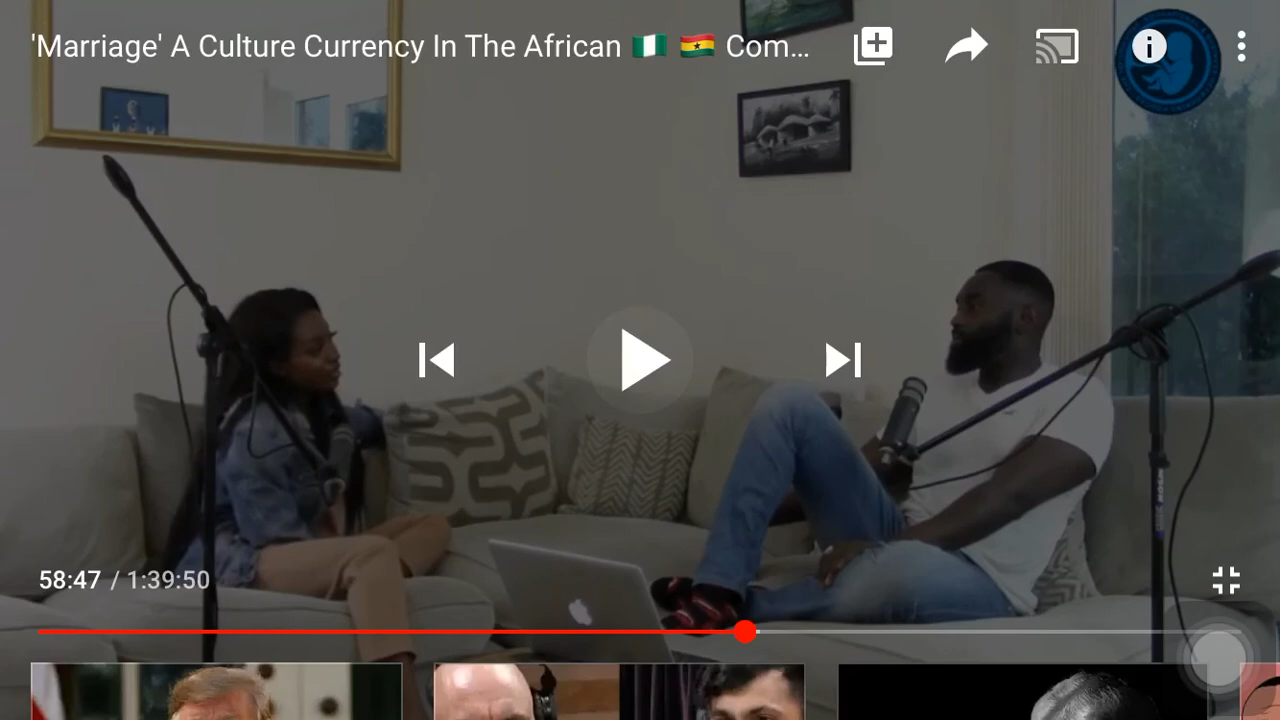 'Marriage' A Culture Currency In The African 🇳🇬 🇬🇭 Com...
58:47 / 1:39:50